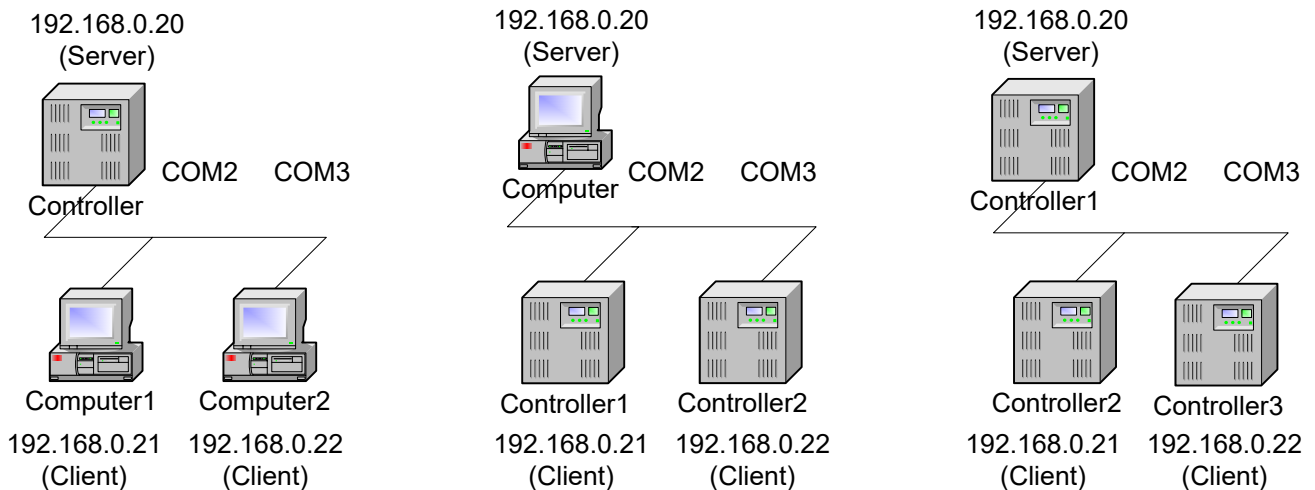 192.168.0.20
(Server)
COM2 COM3
Controller
Computer1 Computer2
192.168.0.21 192.168.0.22
(Client) (Client)
192.168.0.20
(Server)
COM2 COM3
Computer
Controller1 Controller2
192.168.0.21 192.168.0.22
(Client) (Client)
192.168.0.20
(Server)
COM2 COM3
Controller1
Controller2 Controller3
192.168.0.21 192.168.0.22
(Client) (Client)